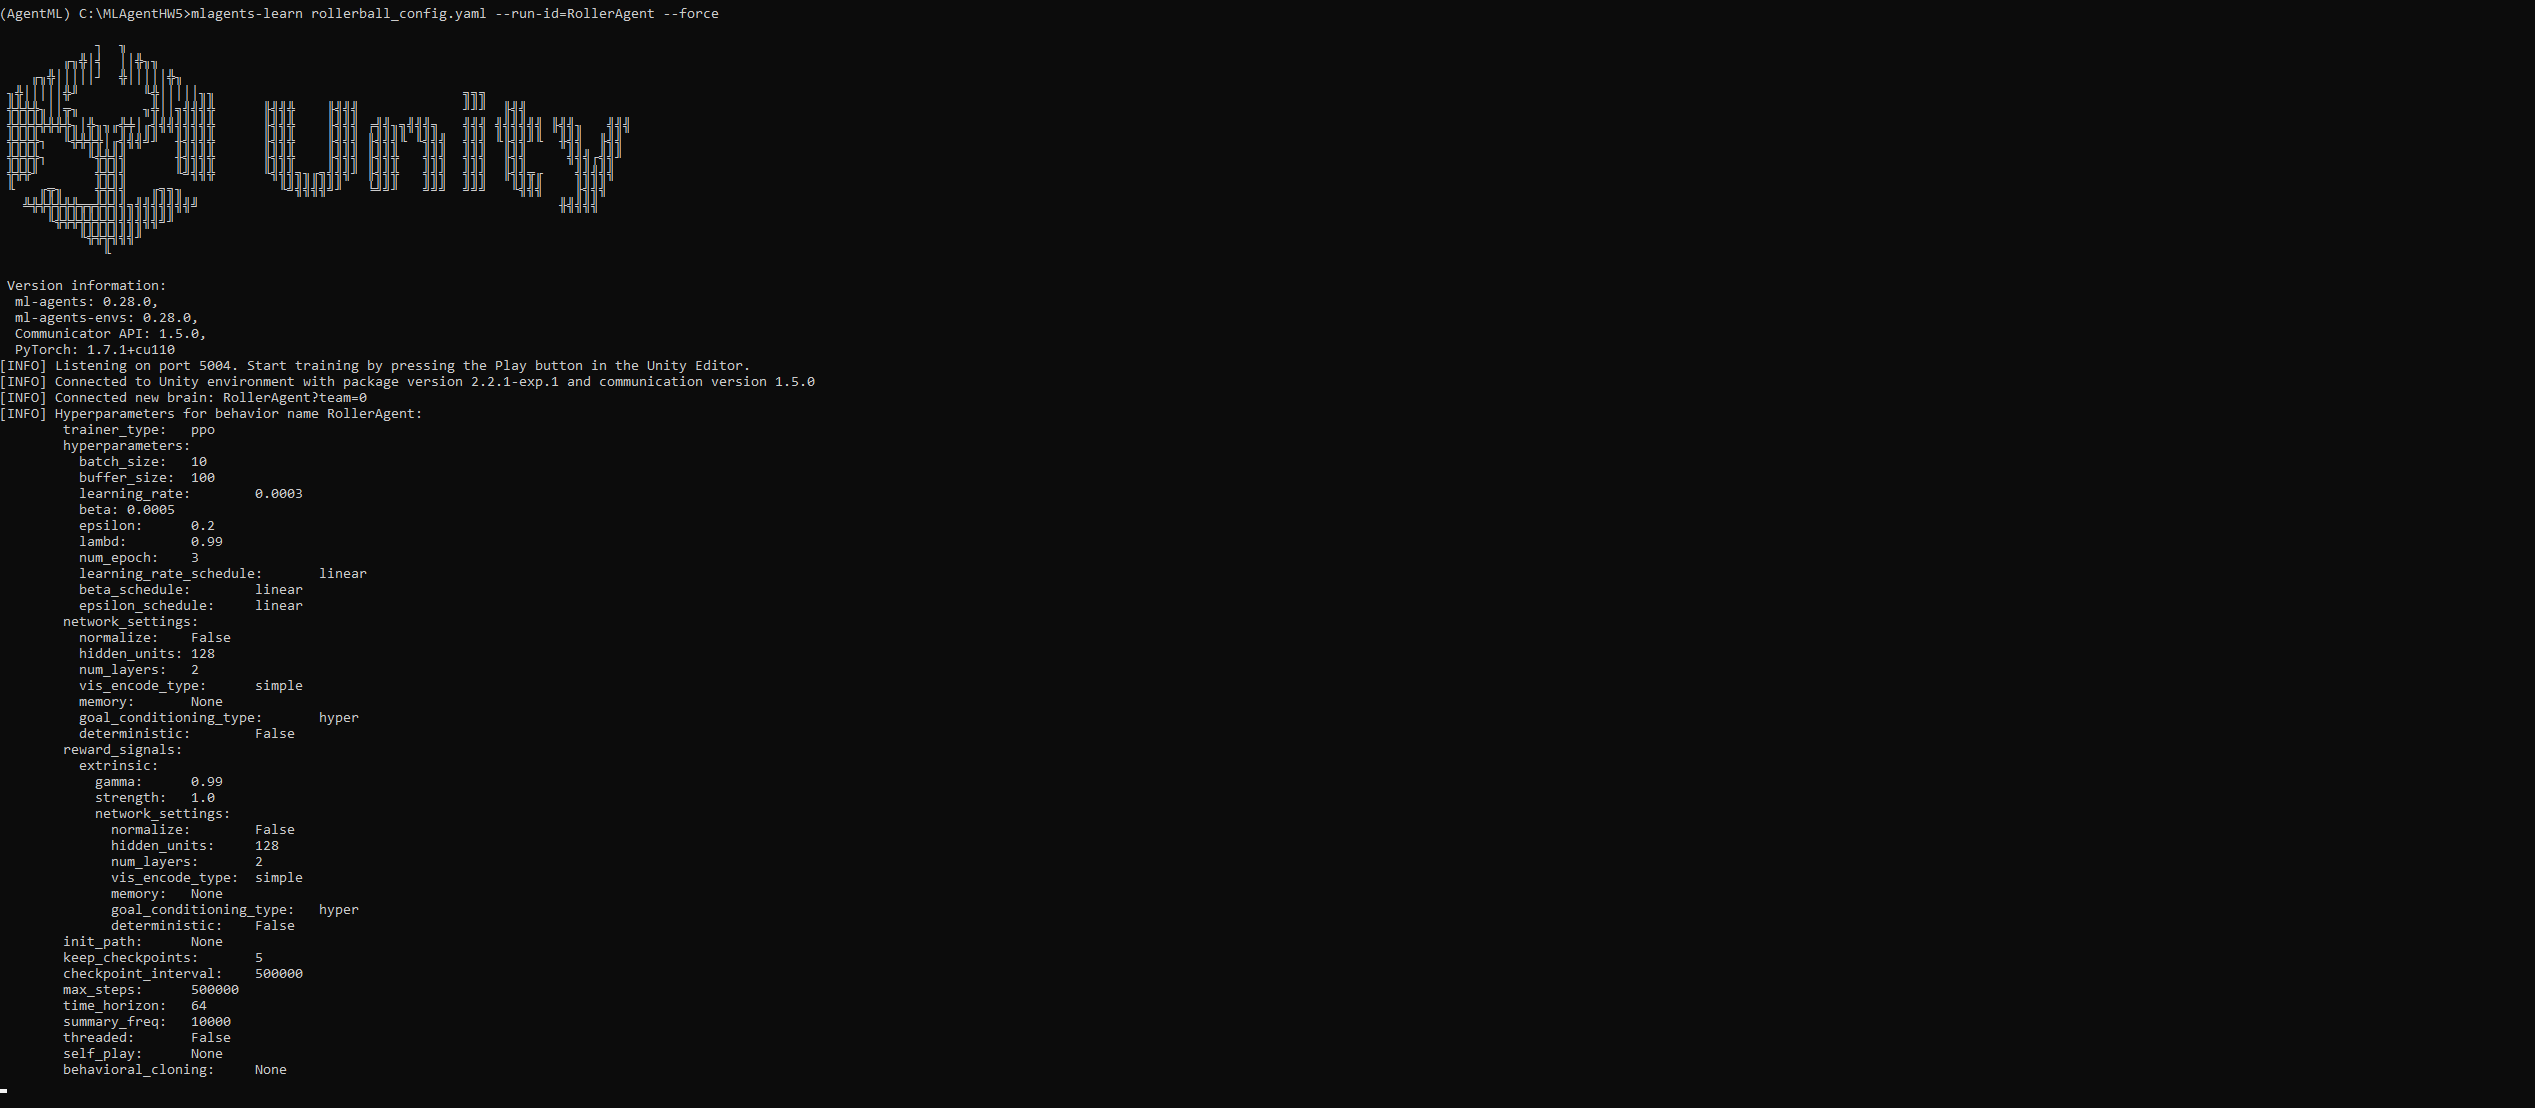 (AgentML) C:\MLAgentHW5>mlagents-learn rollerball_config.yaml --run-id=RollerAgent --force
unity
Version information:
ml-agents: 0.28.0,
ml-agents-envs: 0.28.0,
Communicator API: 1.5.0,
PyTorch: 1.7.1+cu110
[INFO] Listening on port 5004. Start training by pressing the Play button in the Unity Editor.
[INFO] Connected to Unity environment with package version 2.2.1-exp.1 and communication version 1.5.0
[INFO] Connected new brain: RollerAgent?team=0
[INFO] Hyperparameters for behavior name RollerAgent:
trainer_type: ppo
hyperparameters:
batch_size: 10
buffer_size: 100
learning_rate: 0.0003
beta: 0.0005
epsilon: 0.2
lambd: 0.99
num_epoch: 3
learning_rate_schedule: linear
beta_schedule: linear
epsilon_schedule: linear
network_settings:
normalize: False
hidden_units: 128
num_layers: 2
vis_encode_type: simple
memory: None
goal_conditioning_type: hyper
deterministic: False
reward_signals:
extrinsic:
gamma: 0.99
strength: 1.0
network_settings:
normalize: False
hidden_units: 128
num_layers: 2
vis_encode_type: simple
memory: None
goal_conditioning_type: hyper
deterministic: False
init_path: None
keep_checkpoints: 5
checkpoint_interval: 500000
max_steps: 500000
time_horizon: 64
summary_freq: 10000
threaded: False
self_play: None
behavioral_cloning: None